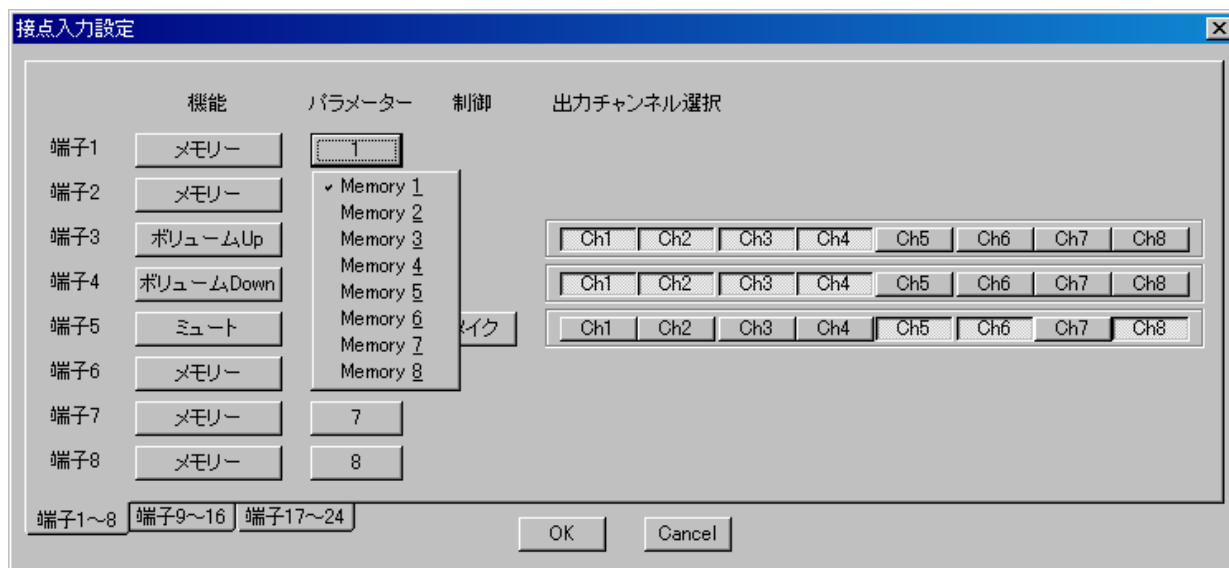 接点入力設定
機能 パラメーター 制御 出力チャンネル選択
端子1 メモリー 1
端子2 メモリー
端子3 ボリュームUp Ch1 Ch2 Ch3 Ch4 Ch5 Ch6 Ch7 Ch8
端子4 ボリュームDown Ch1 Ch2 Ch3 Ch4 Ch5 Ch6 Ch7 Ch8
端子5 ミュート メイク Ch1 Ch2 Ch3 Ch4 Ch5 Ch6 Ch7 Ch8
端子6 メモリー
Memory 1
Memory 2
Memory 3
Memory 4
Memory 5
Memory 6
Memory 7
Memory 8
端子7 メモリー 7
端子8 メモリー 8
端子1～8 端子9～16 端子17～24
OK Cancel